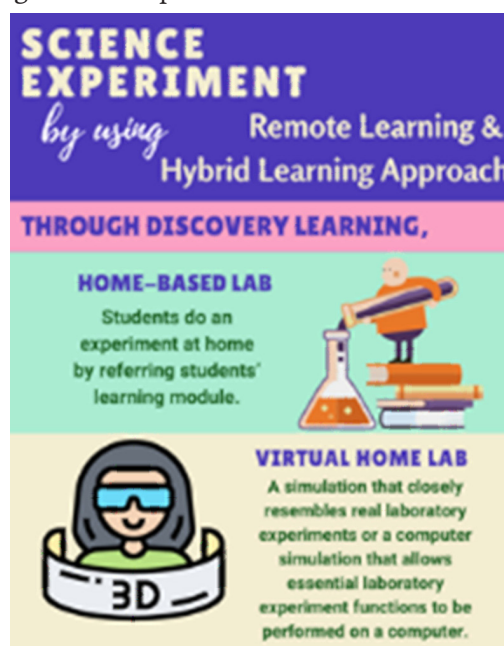 SCIENCE
EXPERIMENT
by using
Remote Learning &
Hybrid Learning Approach
THROUGH DISCOVERY LEARNING,
HOME-BASED LAB
Students do an
experiment at home
by referring students'
learning module.
VIRTUAL HOME LAB
A simulation that closely
resembles real laboratory
experiments or a computer
simulation that allows
essential laboratory
experiment functions to be
performed on a computer.
3D